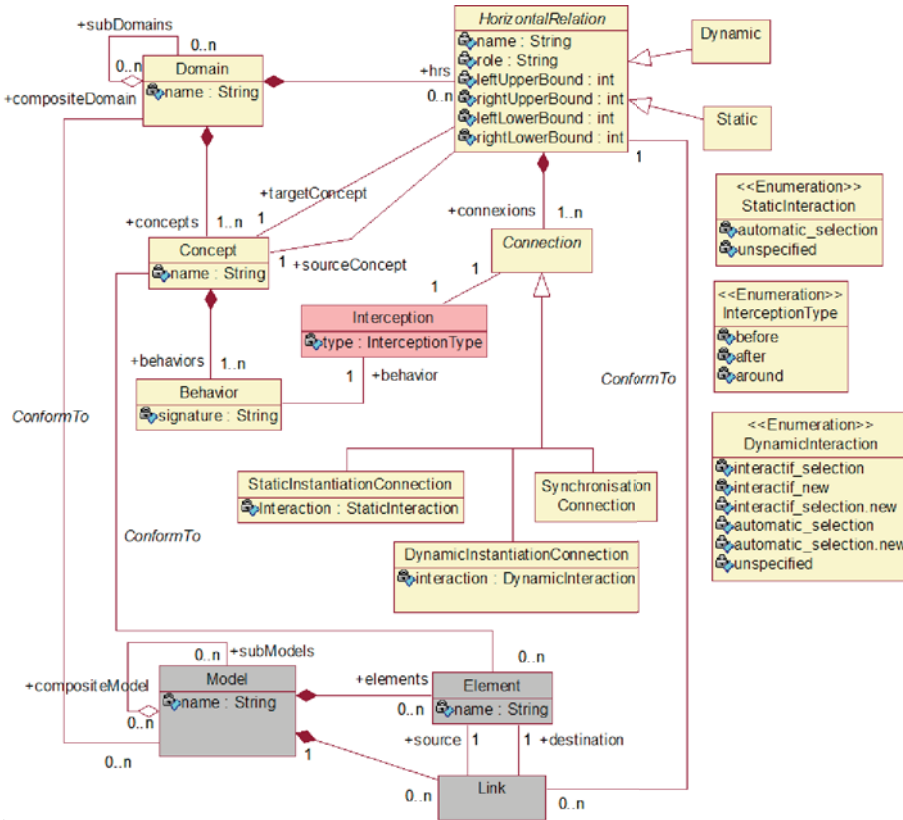 +subDomains
0..n
0..n
Domain
name : String
+compositeDomain
+hrs
0..n
HorizontalRelation
name : String
role : String
leftUpperBound : int
rightUpperBound : int
leftLowerBound : int
rightLowerBound : int
1
Dynamic
Static
+targetConcept
1
+concepts
1..n
+connexions
1..n
Concept
name : String
1
+sourceConcept
Connection
1
1
Interception
type : InterceptionType
+behaviors
1..n
1
+behavior
Behavior
signature : String
ConformTo
ConformTo
<<Enumeration>>
StaticInteraction
automatic_selection
unspecified
<<Enumeration>>
InterceptionType
before
after
around
<<Enumeration>>
DynamicInteraction
interactif_selection
interactif_new
interactif_selection.new
automatic_selection
automatic_selection.new
unspecified
StaticInstantiationConnection
Interaction : StaticInteraction
Synchronisation
Connection
ConformTo
DynamicInstantiationConnection
interaction : DynamicInteraction
0..n
+subModels
0..n
+compositeModel
Model
name : String
0..n
0..n
1
+elements
0..n
Element
name : String
+source
1
1
+destination
0..n
Link
0..n